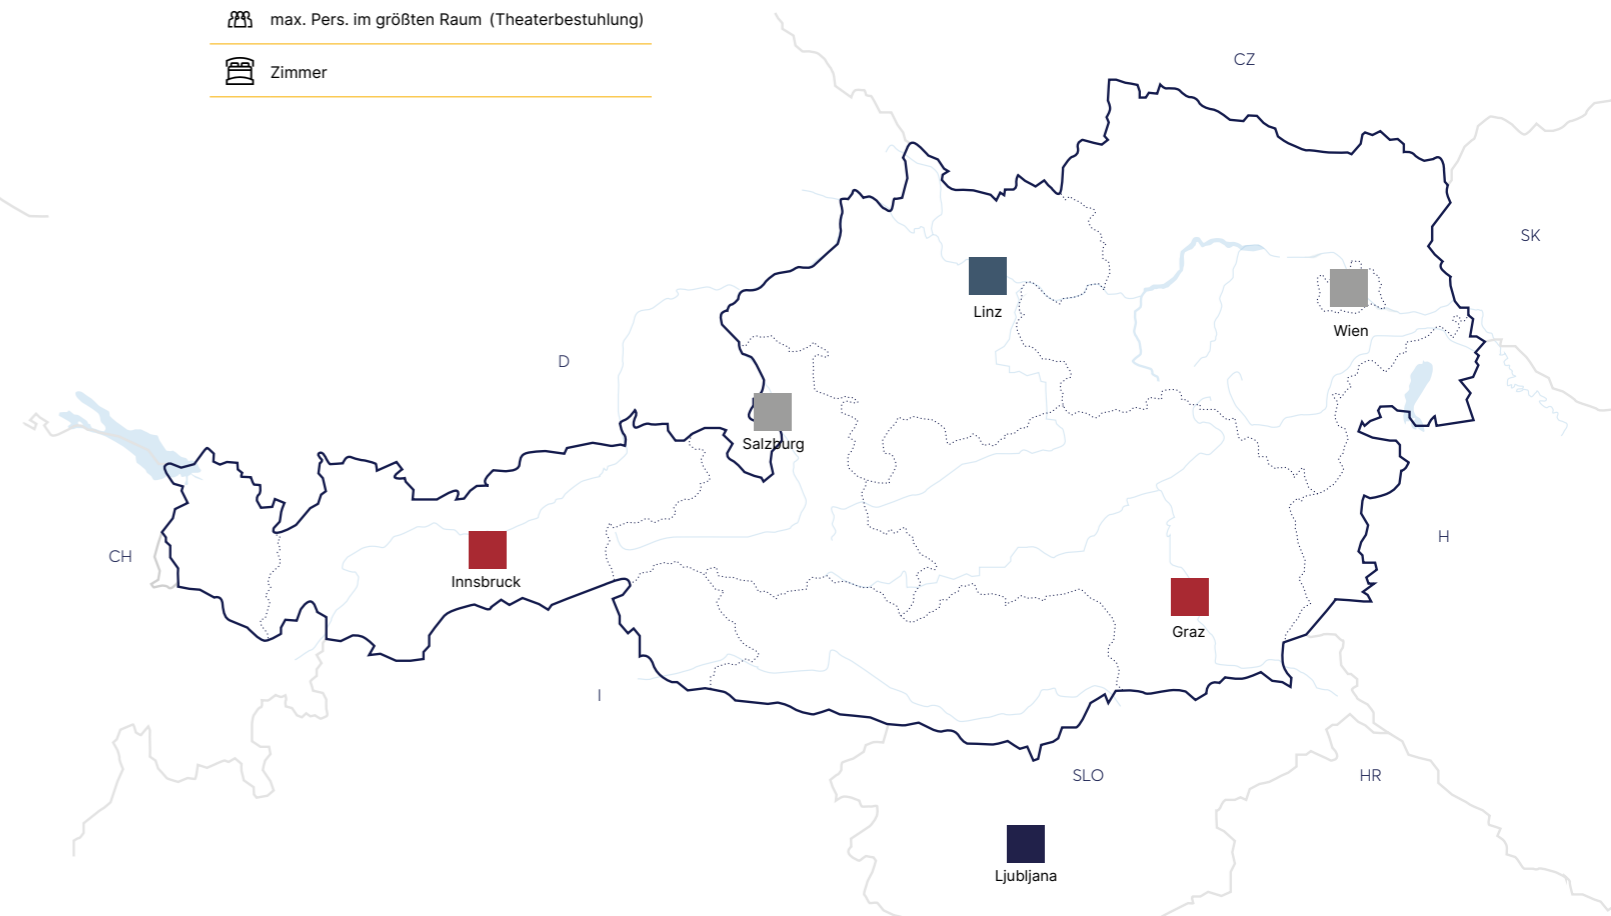 max. Pers. im größten Raum (Theaterbestuhlung)
Zimmer
CZ
SK
Linz
Wien
D
Salzburg
CH
Innsbruck
H
Graz
I
SLO
HR
Ljubljana